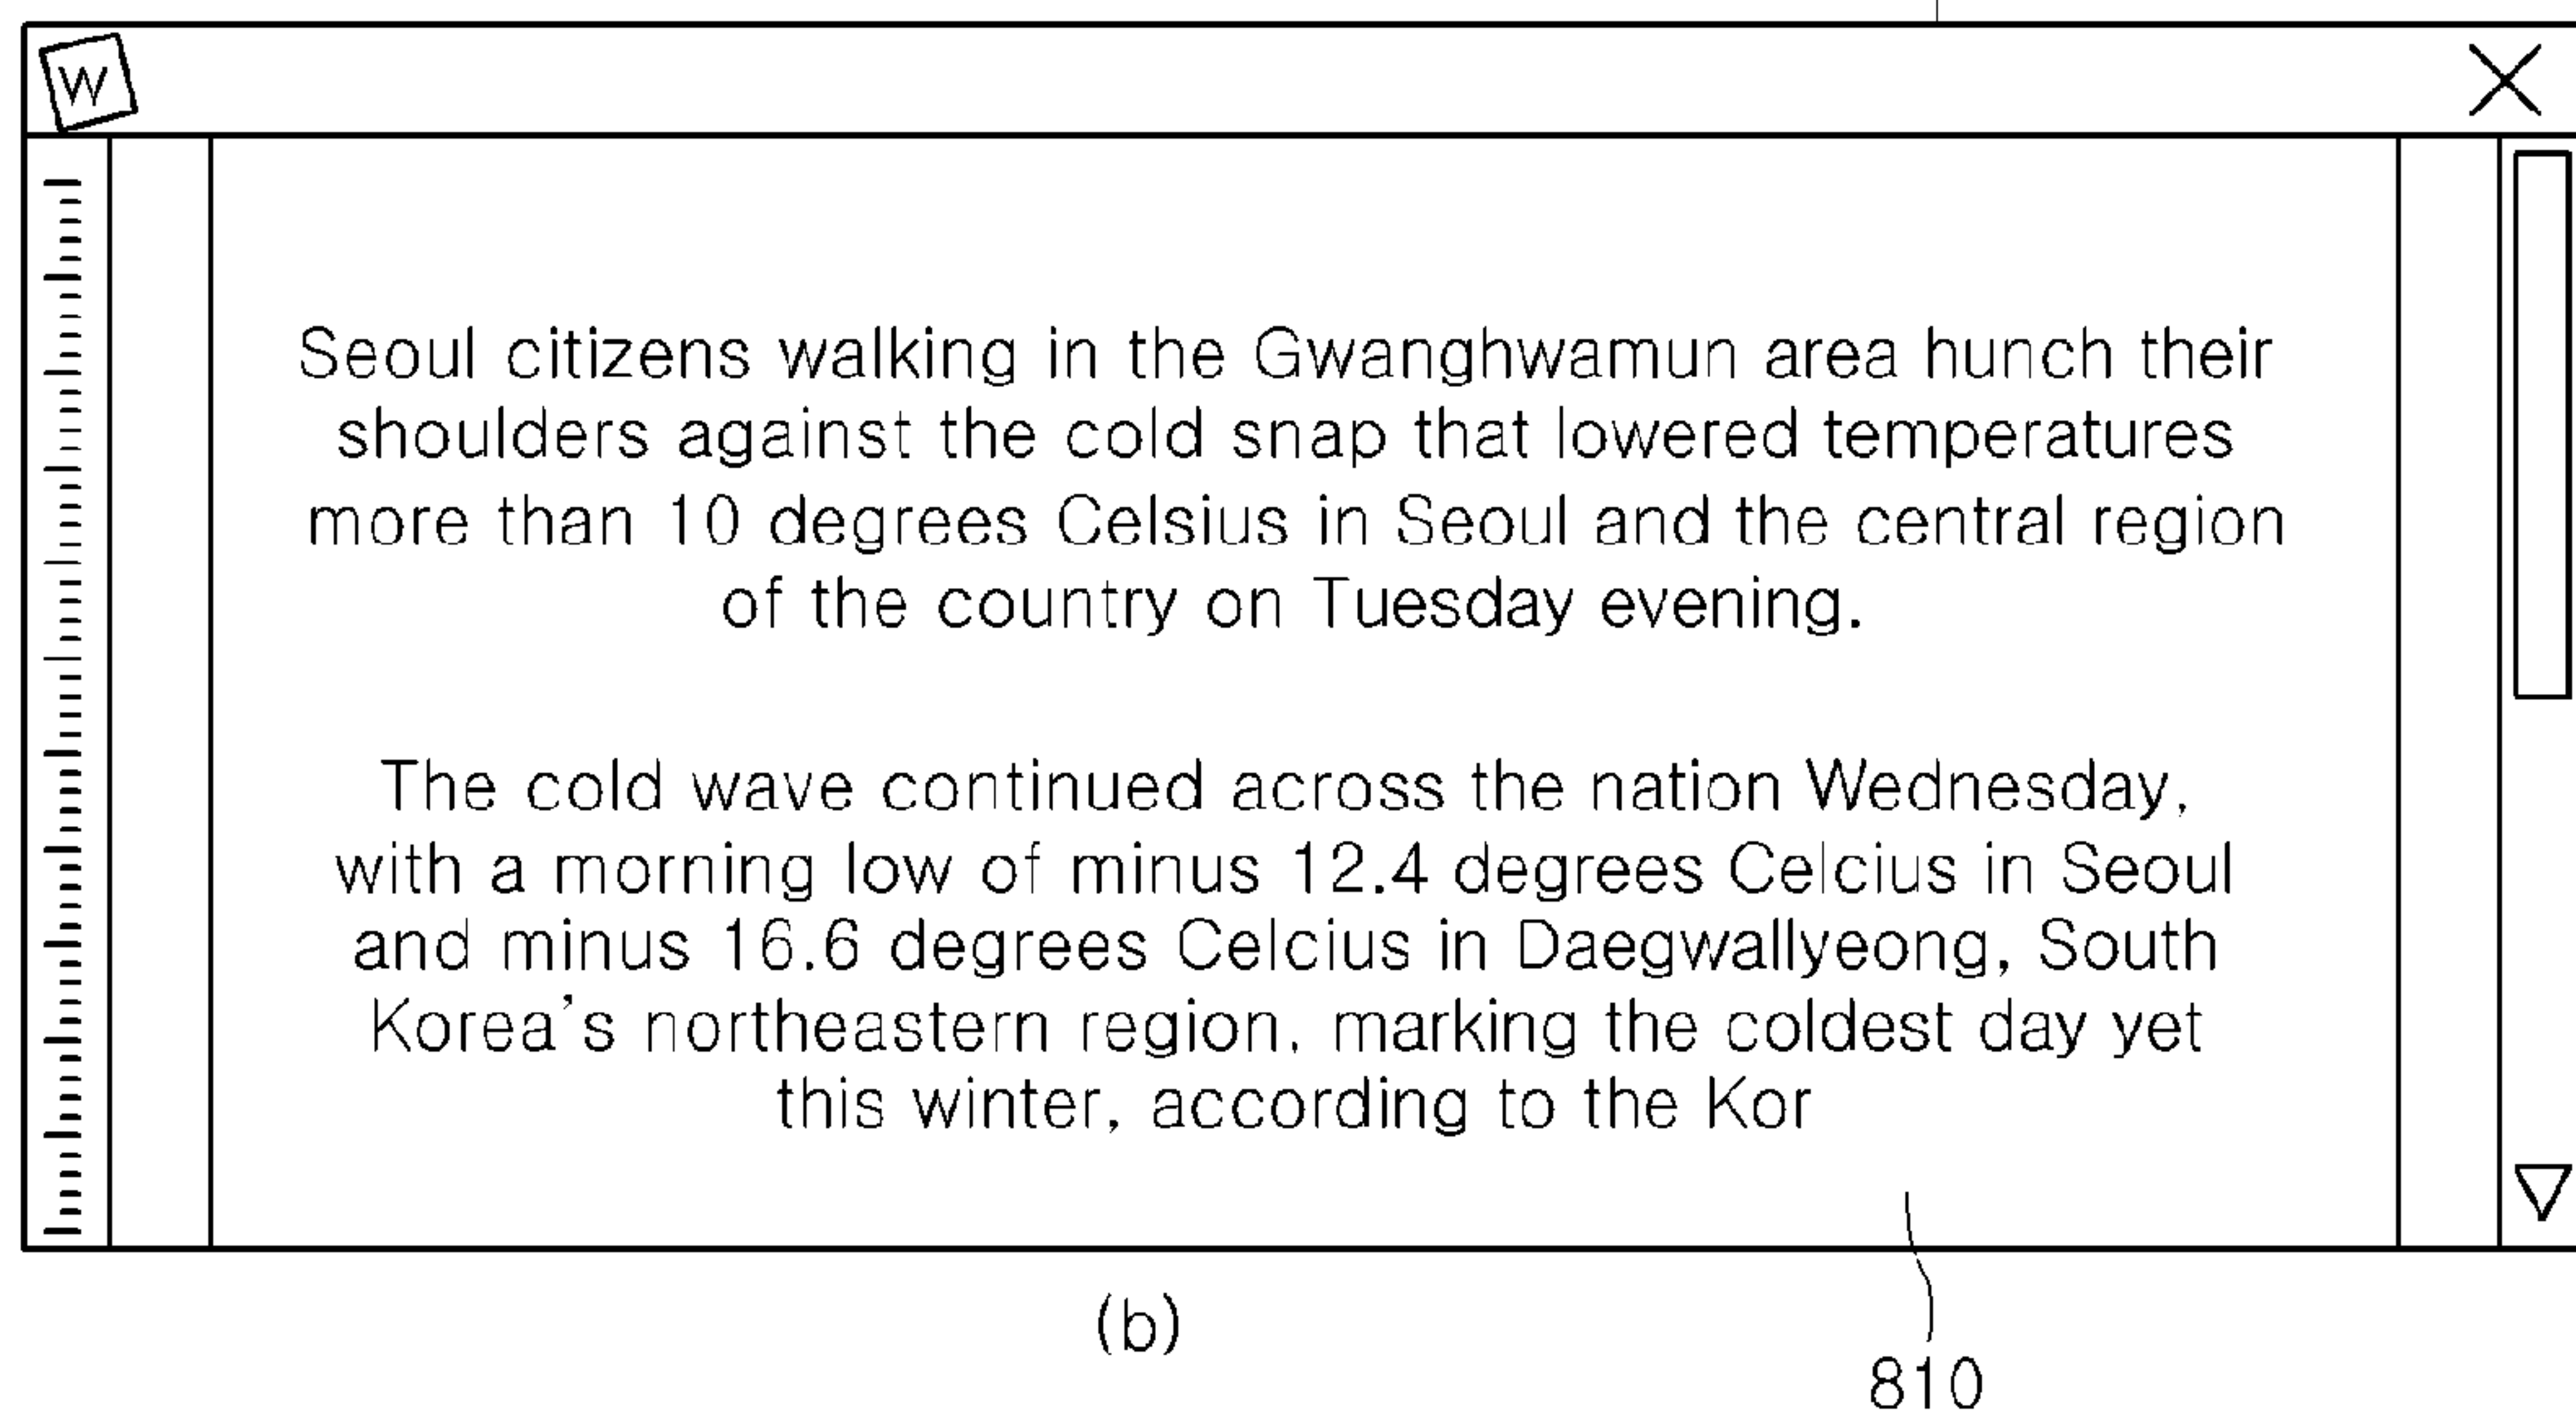 W
Seoul citizens walking in the Gwanghwamun area hunch their
shoulders against the cold snap that lowered temperatures
more than 10 degrees Celsius in Seoul and the central region
of the country on Tuesday evening.
The cold wave continued across the nation Wednesday,
with a morning low of minus 12.4 degrees Celcius in Seoul
and minus 16.6 degrees Celcius in Daegwallyeong, South
Korea's northeastern region, marking the coldest day yet
this winter, according to the Kor
(b)
810